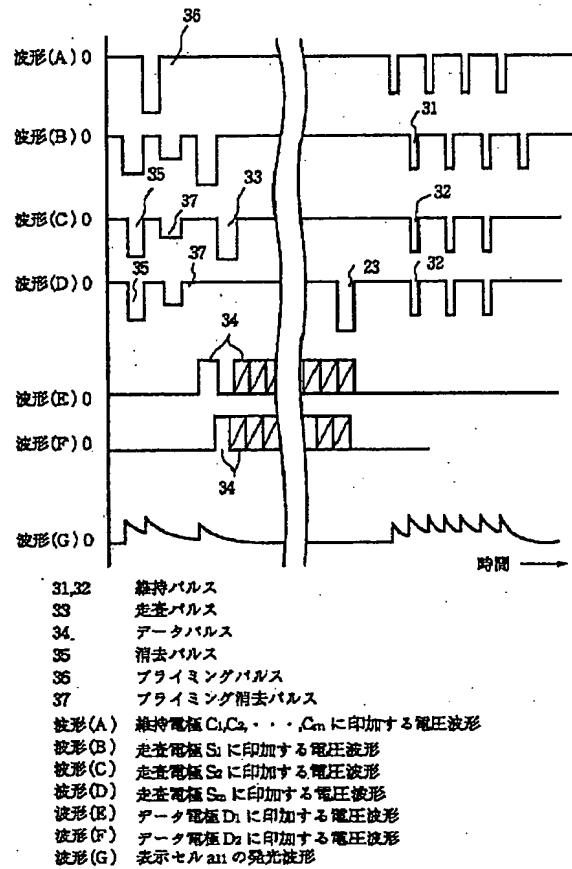 36
波形(A) 0
31
波形(B) 0
35
37
33
32
波形(C) 0
35
37
23
32
波形(D) 0
34
波形(E) 0
波形(F) 0
34
波形(G) 0
時間
31,32 維持パルス
33 走査パルス
34 データパルス
35 消去パルス
36 プライミングパルス
37 プライミング消去パルス
波形(A) 維持電極 C1,C2,・・・,Cm に印加する電圧波形
波形(B) 走査電極 S1 に印加する電圧波形
波形(C) 走査電極 S2 に印加する電圧波形
波形(D) 走査電極 Sm に印加する電圧波形
波形(E) データ電極 D1 に印加する電圧波形
波形(F) データ電極 D2 に印加する電圧波形
波形(G) 表示セル a11 の発光波形